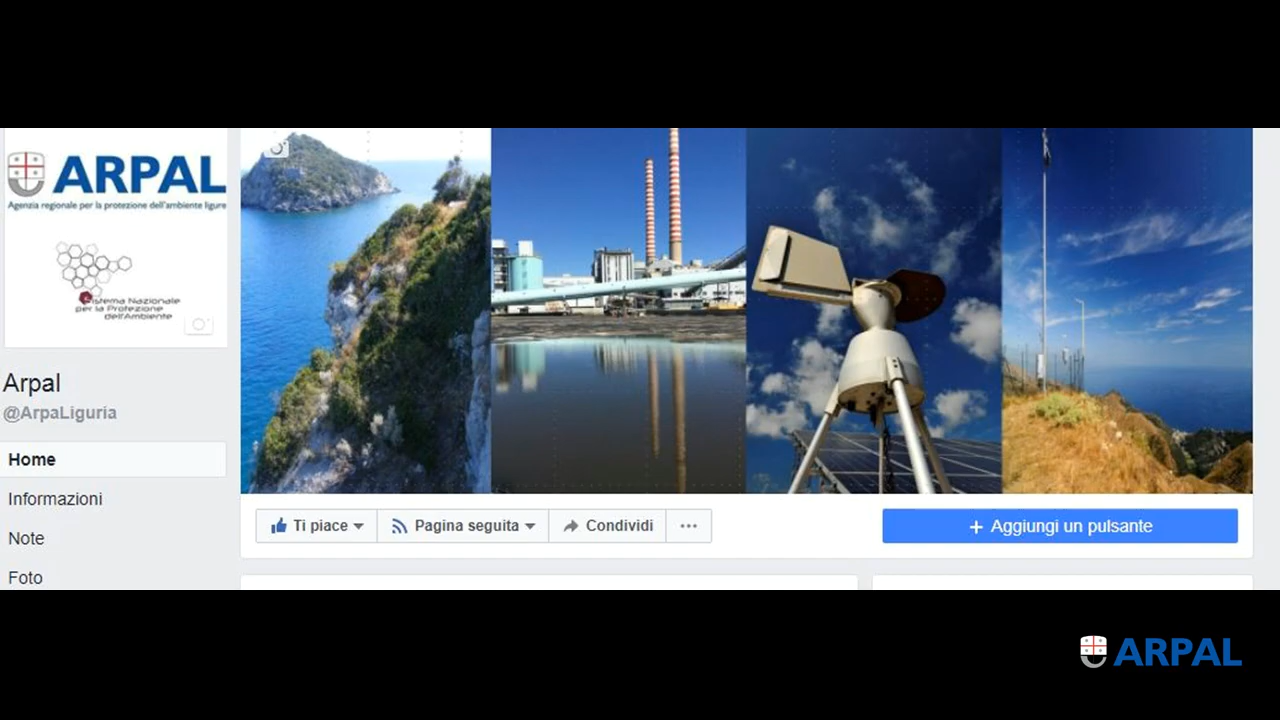 ARPAL
Agenzia regionale per la protezione dell'ambiente ligure
Sistema Nazionale
per la Protezione
dell'Ambiente
Arpal
@ArpaLiguria
Home
Informazioni
Note
Foto
Ti piace
Pagina seguita
Condividi
+ Aggiungi un pulsante
ARPAL